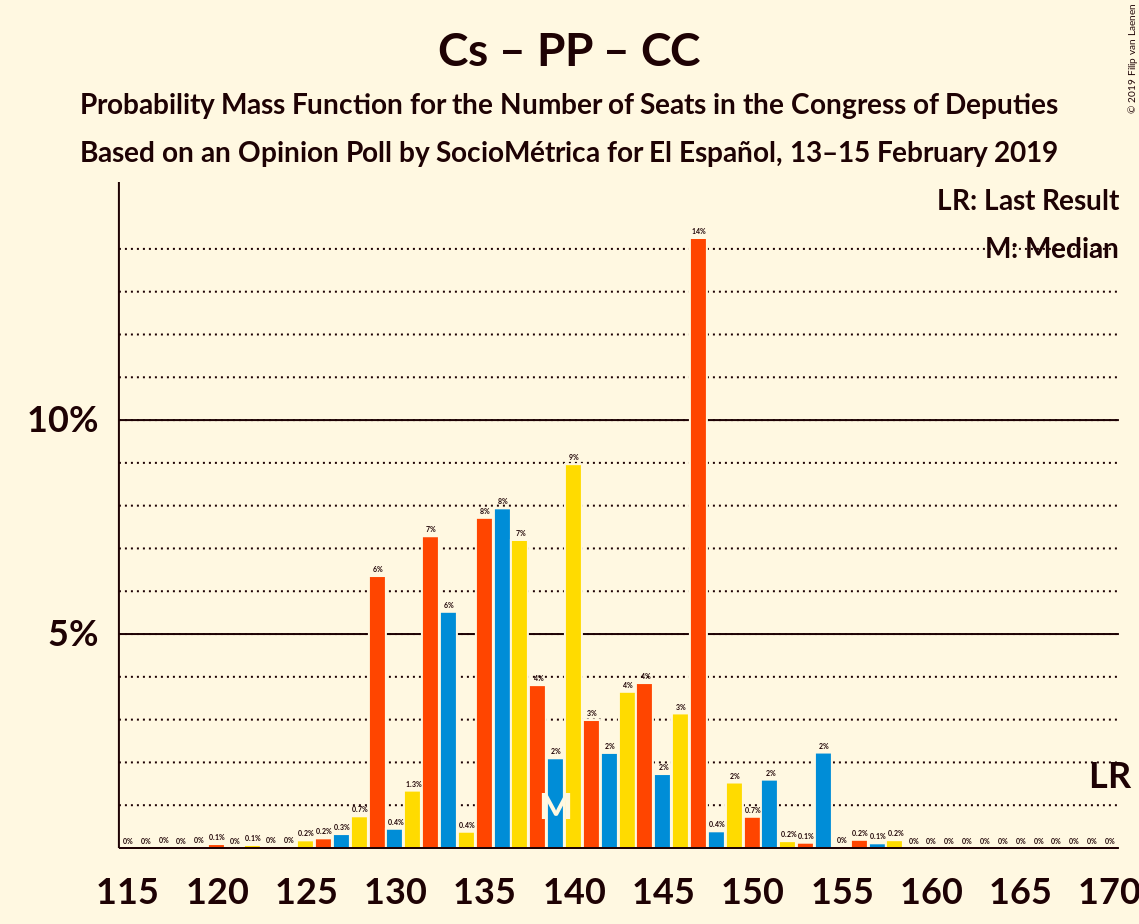 Cs – PP – CC
Probability Mass Function for the Number of Seats in the Congress of Deputies
Based on an Opinion Poll by SocioMétrica for El Español, 13–15 February 2019
© 2019 Filip van Laenen
LR: Last Result
M: Median
10%
5%
0% 0% 0% 0% 0% 0.1% 0% 0.1% 0% 0% 0.2% 0.2% 0.3% 0.7% 6% 0.4% 1.3% 7% 6% 0.4% 8% 8% 7% 4% 2% 9% 3% 2% 4% 4% 2% 3% 14% 0.4% 2% 0.7% 2% 0.2% 0.1% 2% 0% 0.2% 0.1% 0.2% 0% 0% 0% 0% 0% 0% 0% 0% 0% 0% 0% 0%
M
LR
115 120 125 130 135 140 145 150 155 160 165 170